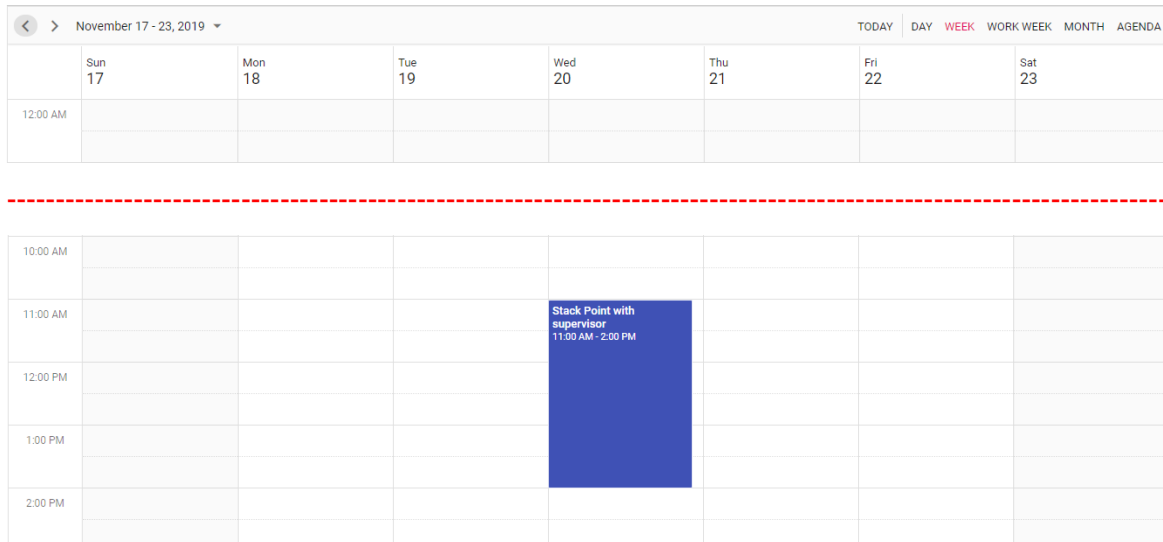 November 17 - 23, 2019 TODAY DAY WEEK WORK WEEK MONTH AGENDA
Sun Mon Tue Wed Thu Fri Sat
17 18 19 20 21 22 23
12:00 AM
10:00 AM
11:00 AM
Stack Point with
supervisor
11:00 AM - 2:00 PM
12:00 PM
1:00 PM
2:00 PM